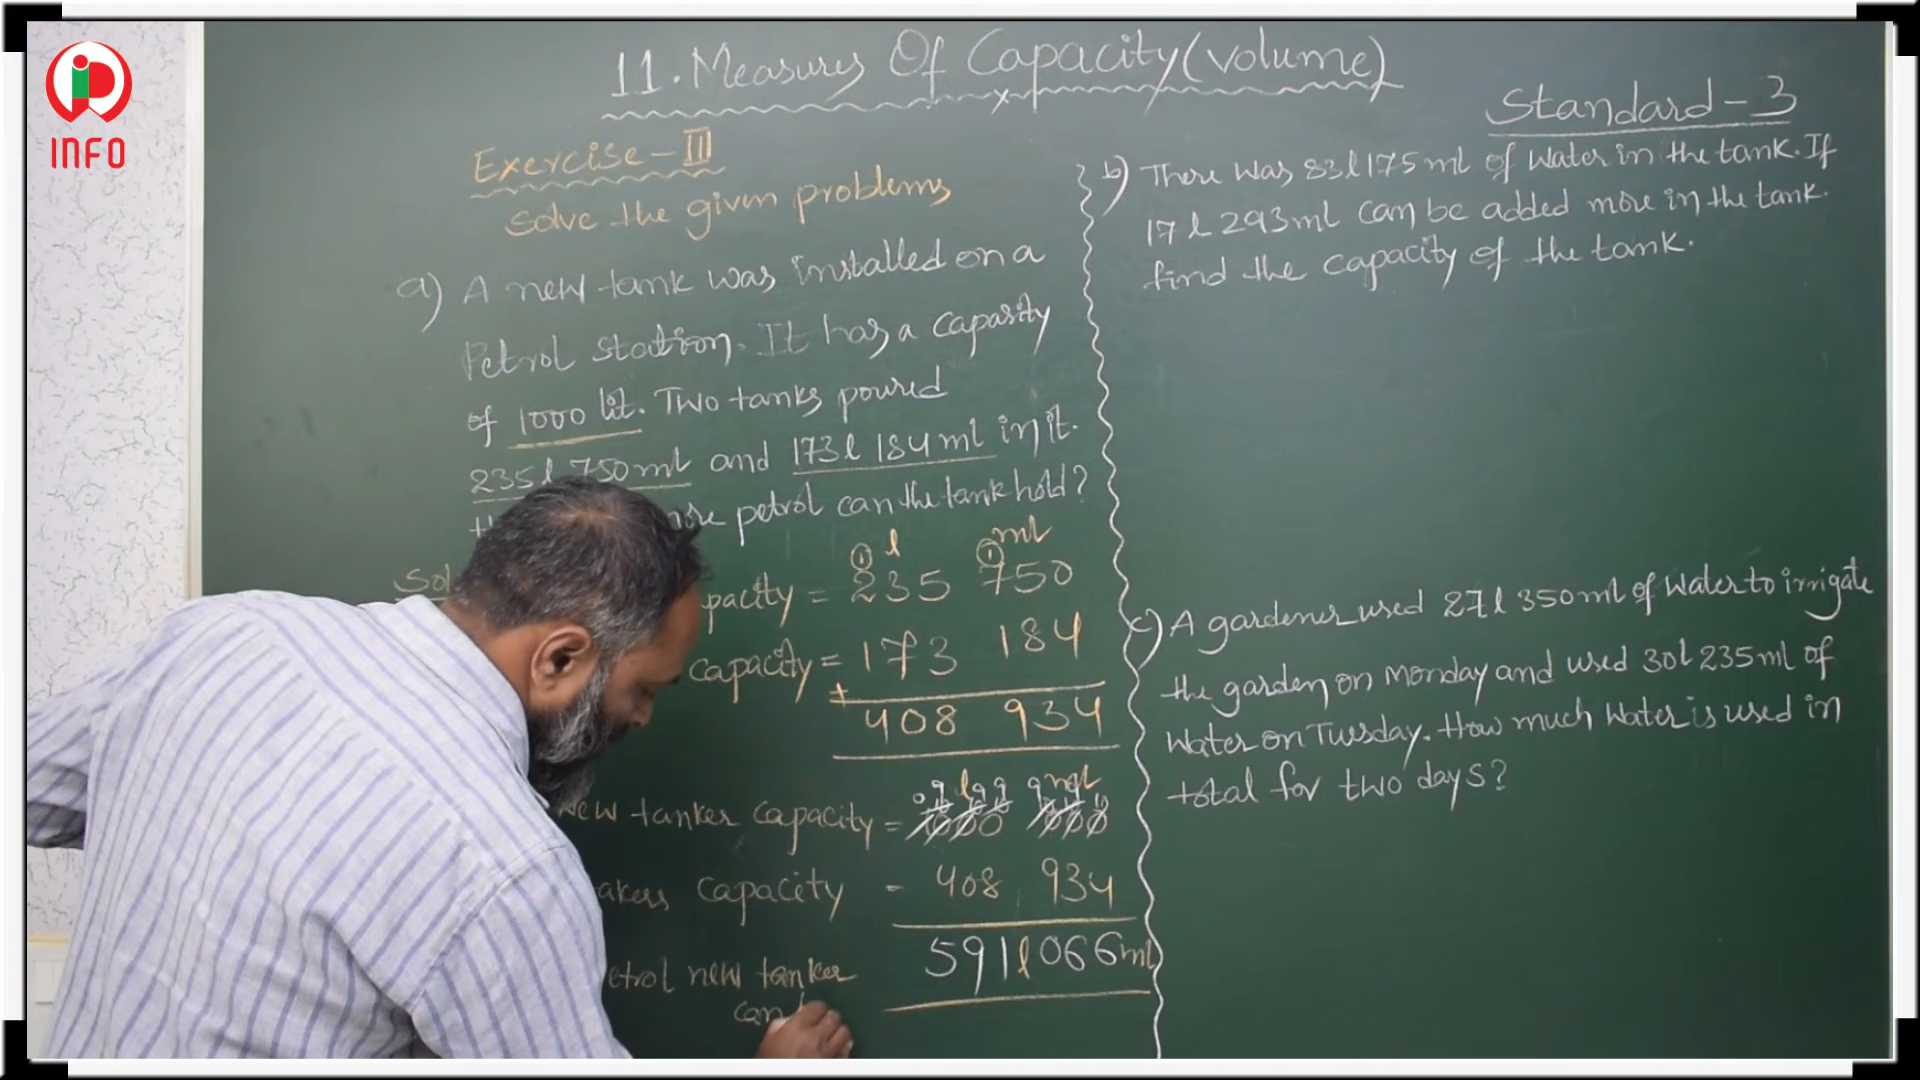 INFO
11. Measures Of Capacity (volume)
Standard - 3
Exercise - III
solve the given problems
a) A new tank was installed on a
Petrol station. It has a capacity
of 1000 lit. Two tanks poured
235 l 750 ml and 173 l 184 ml in it.
petrol can the tank hold?
l ml
= 235 750
capacity = 173 184
+
408 934
l ml
New tanker capacity = 1000 000
capacity - 408 934
591 l 066 ml
new tanker
can
b) There was 83 l 175 ml of water in the tank. If
17 l 293 ml can be added more in the tank.
find the capacity of the tank.
c) A gardener used 27 l 350 ml of water to irrigate
the garden on Monday and used 30 l 235 ml of
water on Tuesday. How much water is used in
total for two days?